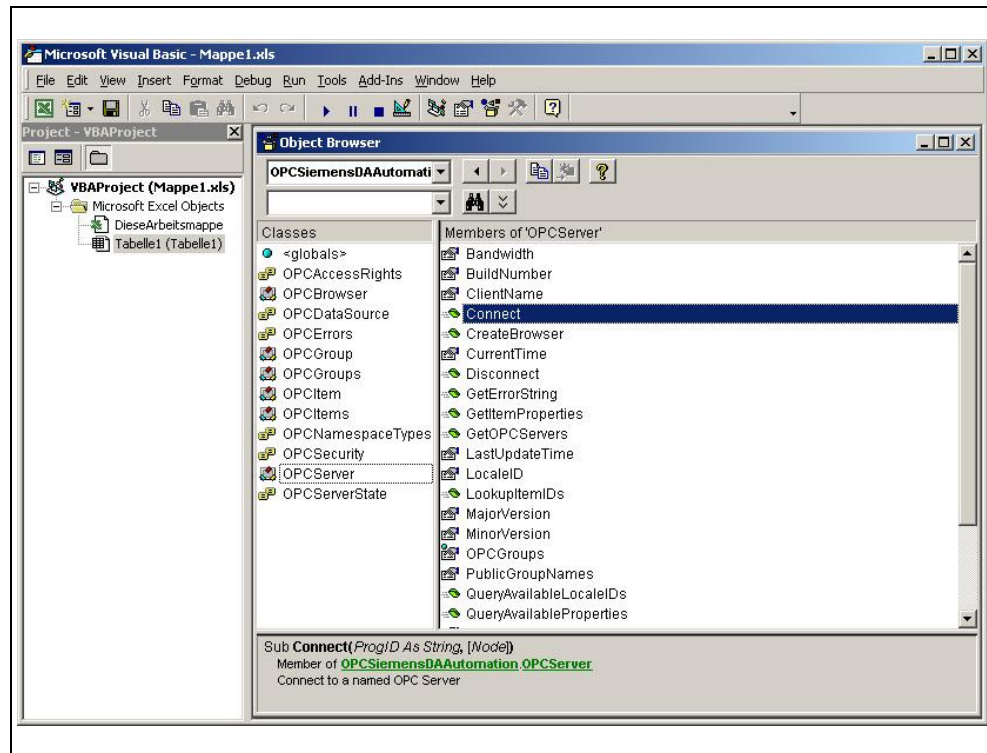 Microsoft Visual Basic - Mappe1.xls
File Edit View Insert Format Debug Run Tools Add-Ins Window Help
Project - VBAProject
VBAProject (Mappe1.xls)
Microsoft Excel Objects
DieseArbeitsmappe
Tabelle1 (Tabelle1)
Object Browser
OPCSiemensDAAutomati
Classes
<globals>
OPCAccessRights
OPCBrowser
OPCDataSource
OPCErrors
OPCGroup
OPCGroups
OPCItem
OPCItems
OPCNamespaceTypes
OPCSecurity
OPCServer
OPCServerState
Members of 'OPCServer'
Bandwidth
BuildNumber
ClientName
Connect
CreateBrowser
CurrentTime
Disconnect
GetErrorString
GetItemProperties
GetOPCServers
LastUpdateTime
LocaleID
LookupItemIDs
MajorVersion
MinorVersion
OPCGroups
PublicGroupNames
QueryAvailableLocaleIDs
QueryAvailableProperties
Sub Connect(ProgID As String, [Node])
Member of OPCSiemensDAAutomation.OPCServer
Connect to a named OPC Server